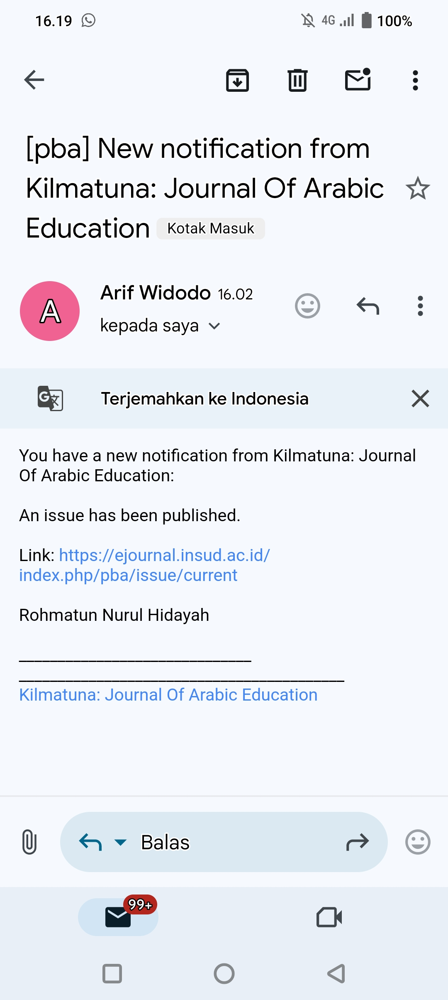 16.19
4G
100%
[pba] New notification from
Kilmatuna: Journal Of Arabic
Education Kotak Masuk
A
Arif Widodo 16.02
kepada saya
G 文
Terjemahkan ke Indonesia
You have a new notification from Kilmatuna: Journal
Of Arabic Education:
An issue has been published.
Link: https://ejournal.insud.ac.id/
index.php/pba/issue/current
Rohmatun Nurul Hidayah
______________________________
__________________________________________
Kilmatuna: Journal Of Arabic Education
Balas
99+